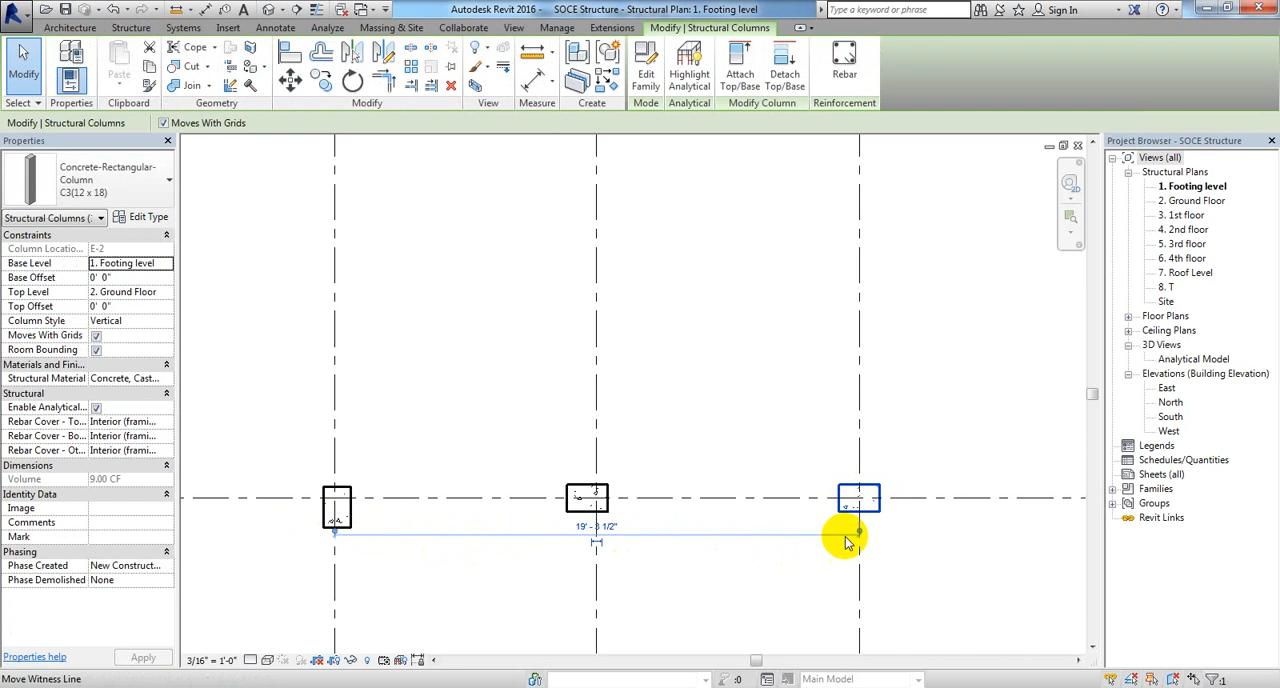 Autodesk Revit 2016 - SOCE Structure - Structural Plan: 1. Footing level
Type a keyword or phrase
Sign In
Architecture Structure Systems Insert Annotate Analyze Massing & Site Collaborate View Manage Extensions Modify | Structural Columns
Modify
Paste
Cope
Cut
Join
Edit Family
Highlight Analytical
Attach Top/Base
Detach Top/Base
Rebar
Select Properties Clipboard Geometry Modify View Measure Create Mode Analytical Modify Column Reinforcement
Modify | Structural Columns Moves With Grids
Properties
Concrete-Rectangular-
Column
C3(12 x 18)
Structural Columns (: Edit Type
Constraints
Column Locatio... E-2
Base Level 1. Footing level
Base Offset 0' 0"
Top Level 2. Ground Floor
Top Offset 0' 0"
Column Style Vertical
Moves With Grids
Room Bounding
Materials and Fini...
Structural Material Concrete, Cast...
Structural
Enable Analytical...
Rebar Cover - To... Interior (frami...
Rebar Cover - Bo... Interior (frami...
Rebar Cover - Ot... Interior (frami...
Dimensions
Volume 9.00 CF
Identity Data
Image
Comments
Mark
Phasing
Phase Created New Construct...
Phase Demolished None
Properties help Apply
19' - 3 1/2"
2D
3/16" = 1'-0"
Project Browser - SOCE Structure
Views (all)
Structural Plans
1. Footing level
2. Ground Floor
3. 1st floor
4. 2nd floor
5. 3rd floor
6. 4th floor
7. Roof Level
8. T
Site
Floor Plans
Ceiling Plans
3D Views
Analytical Model
Elevations (Building Elevation)
East
North
South
West
Legends
Schedules/Quantities
Sheets (all)
Families
Groups
Revit Links
Move Witness Line :0 Main Model :1